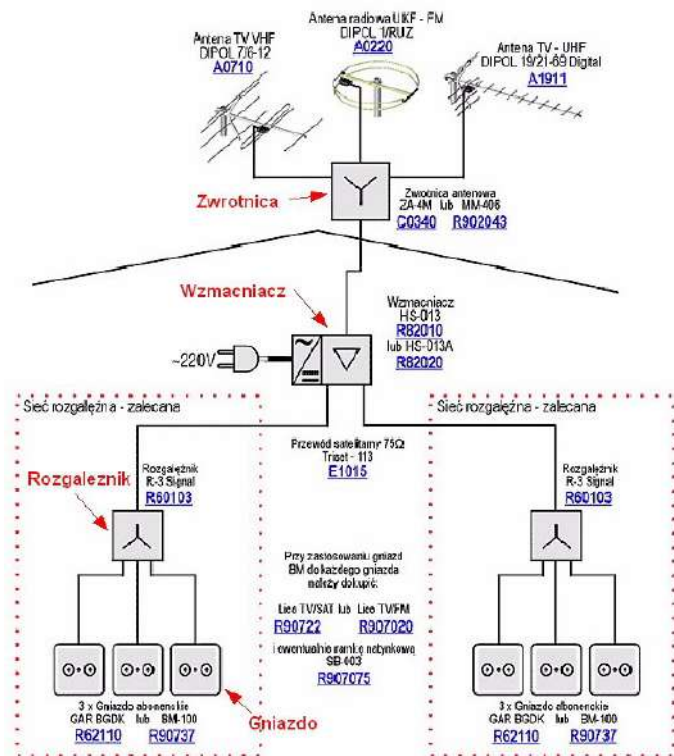 Antena radiowa UKF - FM
DIPOL 1/RUZ
A0220
Antena TV VHF
DIPOL 7/6-12
A0710
Antena TV - UHF
DIPOL 19/21-69 Digital
A1911
Zwrotnica
Zwrotnica antenowa
ZA-4M lub MM-406
C0340 R902043
Wzmacniacz
Wzmacniacz
HS-013
R82010
lub HS-013A
R82020
~220V
Sieć rozgałęźna - zalecana
Sieć rozgałęźna - zalecana
Przewód satelitarny 75Ω
Triset - 113
E1015
Rozgaleznik
Rozgałęźnik
R-3 Signal
R60103
Rozgałęźnik
R-3 Signal
R60103
Przy zastosowaniu gniazd
BM do każdego gniazda
należy dokupić:
Lico TV/SAT lub Lico TV/FM
R90722 R907020
i ewentualnie ramkę natynkową
SB-003
R907075
Gniazdo
3 x Gniazdo abonenckie
GAR BGDK lub BM-100
R62110 R90737
3 x Gniazdo abonenckie
GAR BGDK lub BM-100
R62110 R90737